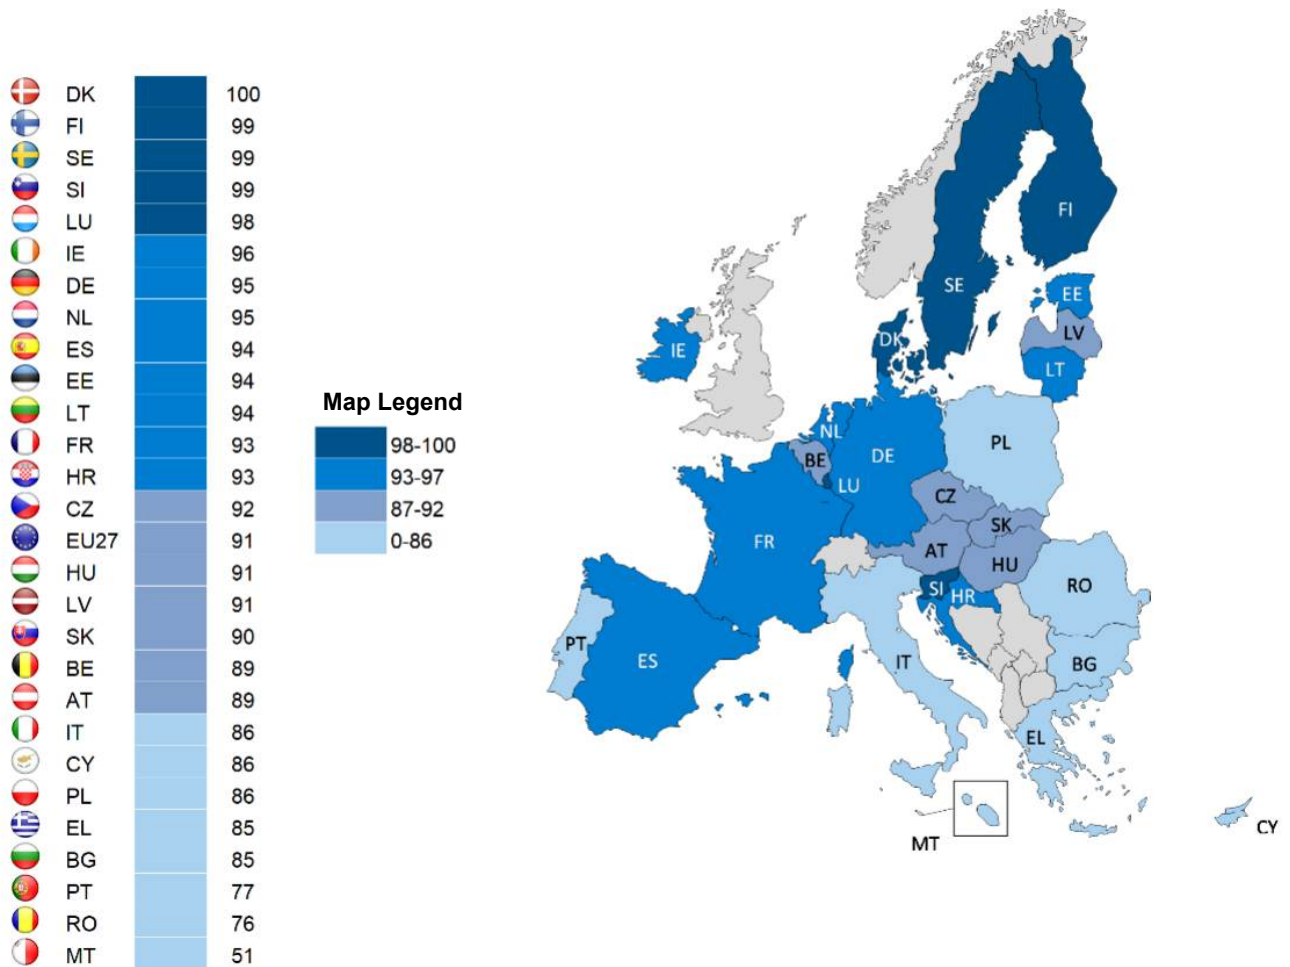 DK 100
FI 99
SE 99
SI 99
LU 98
IE 96
DE 95
NL 95
ES 94
EE 94
LT 94
FR 93
HR 93
CZ 92
EU27 91
HU 91
LV 91
SK 90
BE 89
AT 89
IT 86
CY 86
PL 86
EL 85
BG 85
PT 77
RO 76
MT 51
Map Legend
98-100
93-97
87-92
0-86
FI
SE
EE
DK
LV
IE
LT
NL
PL
BE
DE
LU
CZ
SK
FR
AT
HU
SI
HR
RO
PT
ES
IT
BG
EL
MT
CY